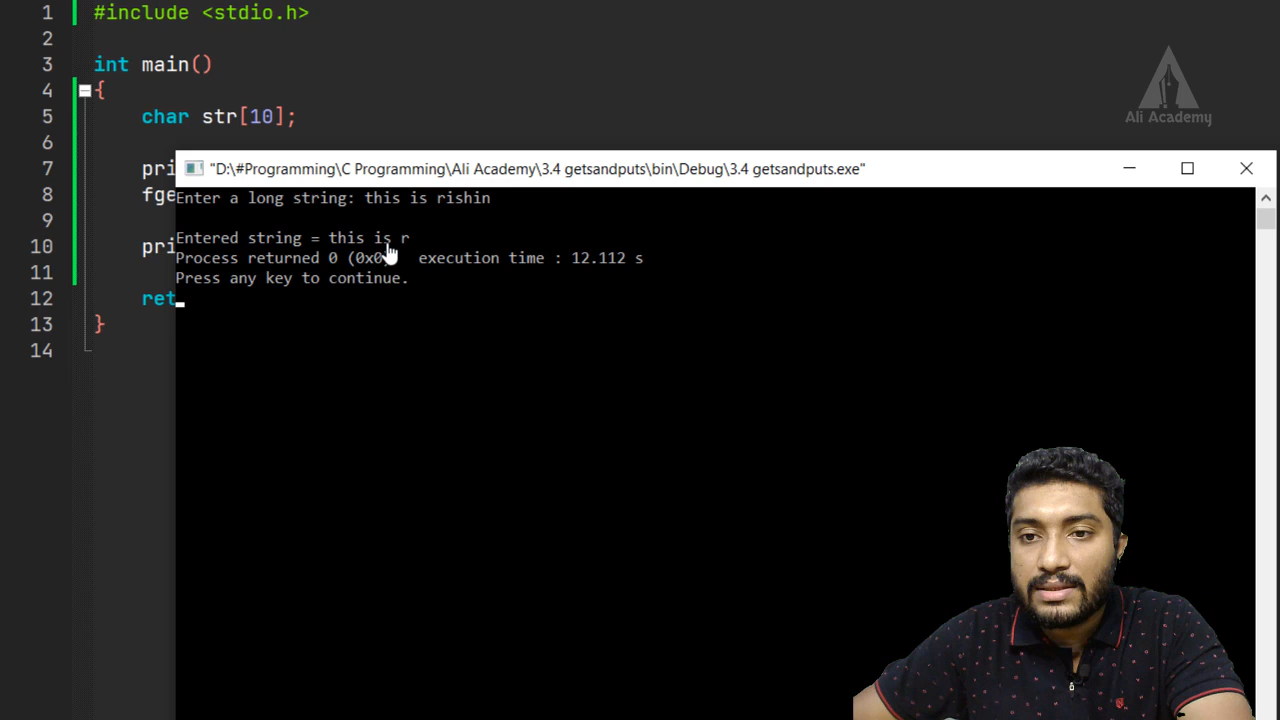 1 #include <stdio.h>
2
3 int main()
4 {
5 char str[10];
6
7 pri
8 fge
9
10 pri
11
12 ret
13 }
14
Ali Academy
"D:\#Programming\C Programming\Ali Academy\3.4 getsandputs\bin\Debug\3.4 getsandputs.exe"
Enter a long string: this is rishin
Entered string = this is r
Process returned 0 (0x0) execution time : 12.112 s
Press any key to continue.